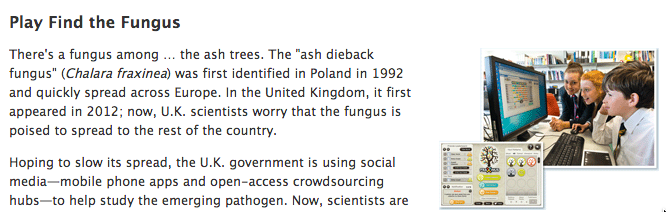 Play Find the Fungus
There's a fungus among ... the ash trees. The "ash dieback
fungus" (Chalara fraxinea) was first identified in Poland in 1992
and quickly spread across Europe. In the United Kingdom, it first
appeared in 2012; now, U.K. scientists worry that the fungus is
poised to spread to the rest of the country.
Hoping to slow its spread, the U.K. government is using social
media—mobile phone apps and open-access crowdsourcing
hubs—to help study the emerging pathogen. Now, scientists are